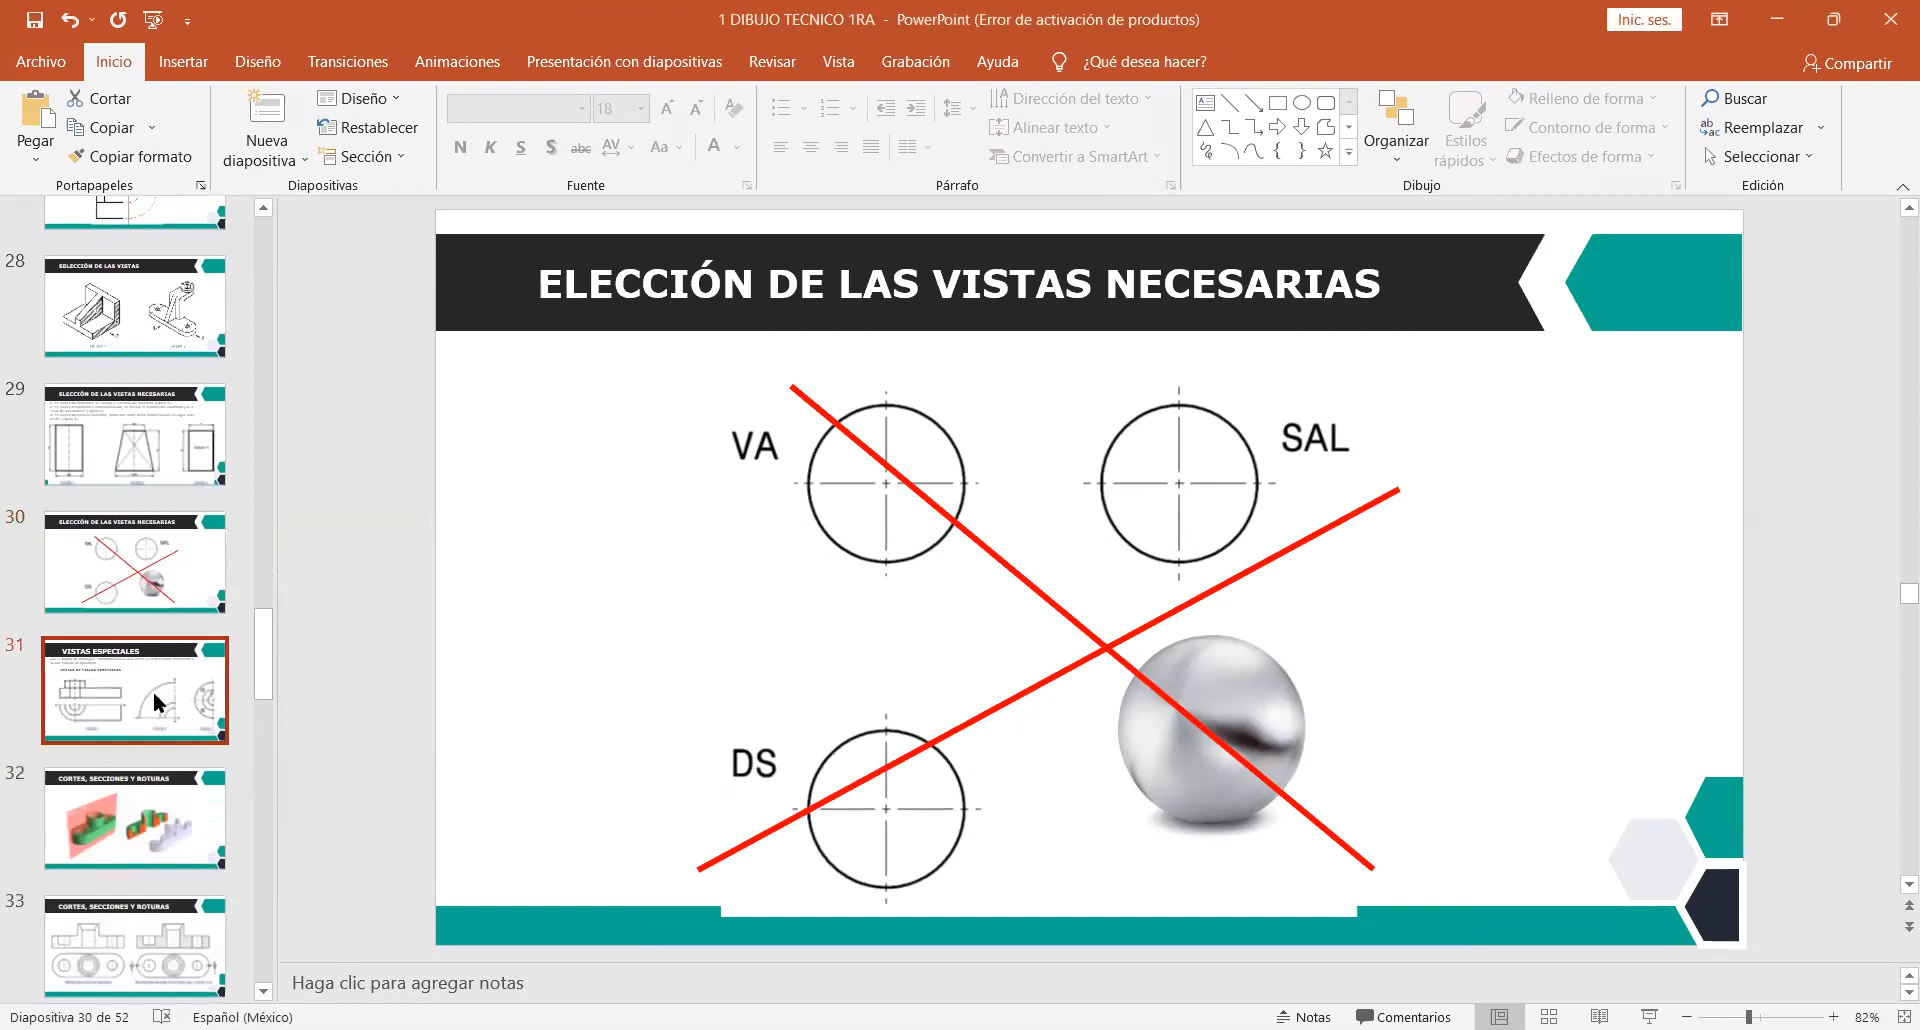 1 DIBUJO TECNICO 1RA - PowerPoint (Error de activación de productos)
Inic. ses.
Archivo Inicio Insertar Diseño Transiciones Animaciones Presentación con diapositivas Revisar Vista Grabación Ayuda ¿Qué desea hacer? Compartir
Pegar
Cortar
Copiar
Copiar formato
Portapapeles
Nueva diapositiva
Diseño
Restablecer
Sección
Diapositivas
18
N K S S abc AV Aa A
Fuente
Dirección del texto
Alinear texto
Convertir a SmartArt
Párrafo
Organizar
Estilos rápidos
Relleno de forma
Contorno de forma
Efectos de forma
Dibujo
Buscar
Reemplazar
Seleccionar
Edición
28
SELECCIÓN DE LAS VISTAS
29
ELECCIÓN DE LAS VISTAS NECESARIAS
30
ELECCIÓN DE LAS VISTAS NECESARIAS
31
VISTAS ESPECIALES
32
CORTES, SECCIONES Y ROTURAS
33
CORTES, SECCIONES Y ROTURAS
ELECCIÓN DE LAS VISTAS NECESARIAS
VA
SAL
DS
Haga clic para agregar notas
Diapositiva 30 de 52 Español (México) Notas Comentarios 82%